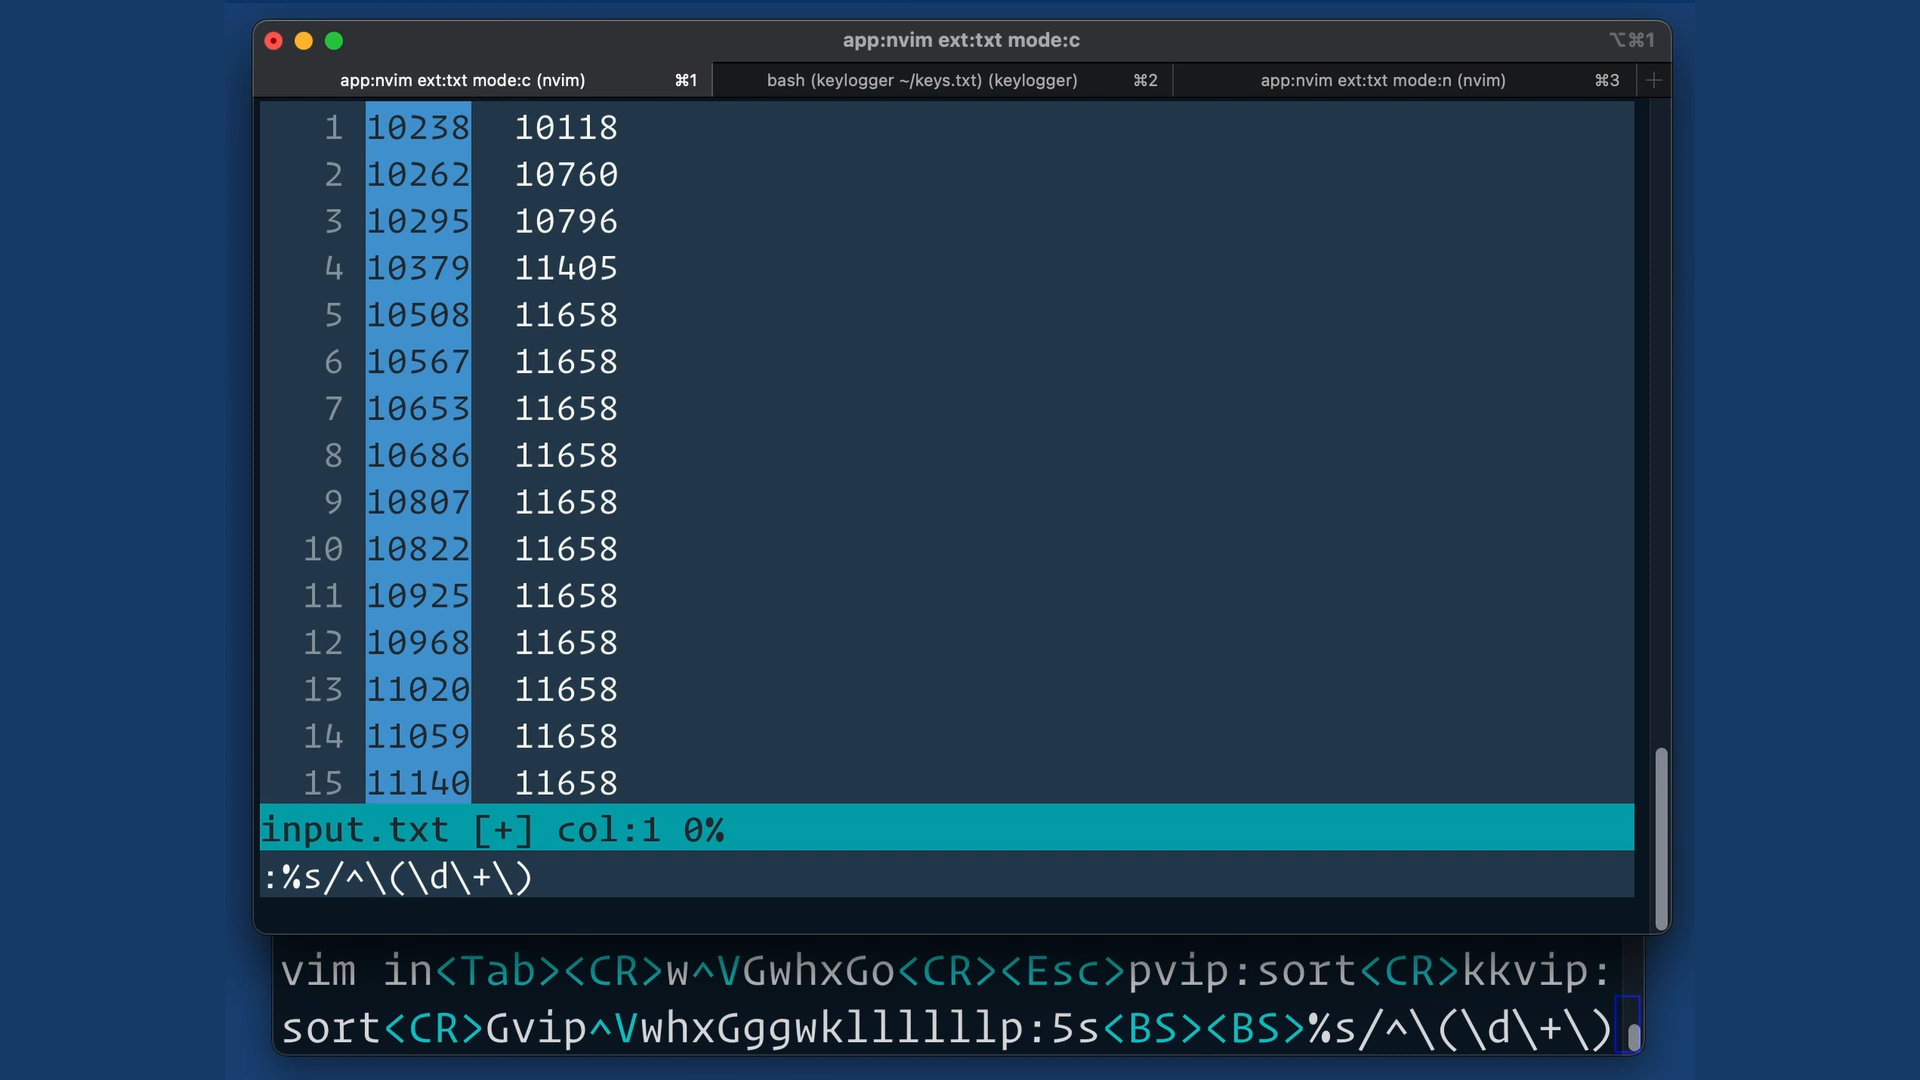 app:nvim ext:txt mode:c ⌥⌘1
app:nvim ext:txt mode:c (nvim) ⌘1 bash (keylogger ~/keys.txt) (keylogger) ⌘2 app:nvim ext:txt mode:n (nvim) ⌘3 +
1 10238 10118
2 10262 10760
3 10295 10796
4 10379 11405
5 10508 11658
6 10567 11658
7 10653 11658
8 10686 11658
9 10807 11658
10 10822 11658
11 10925 11658
12 10968 11658
13 11020 11658
14 11059 11658
15 11140 11658
input.txt [+] col:1 0%
:%s/^\(\d\+\)
vim in<Tab><CR>w^VGwhxGo<CR><Esc>pvip:sort<CR>kkvip:
sort<CR>Gvip^VwhxGggwkllllllp:5s<BS><BS>%s/^\(\d\+\)